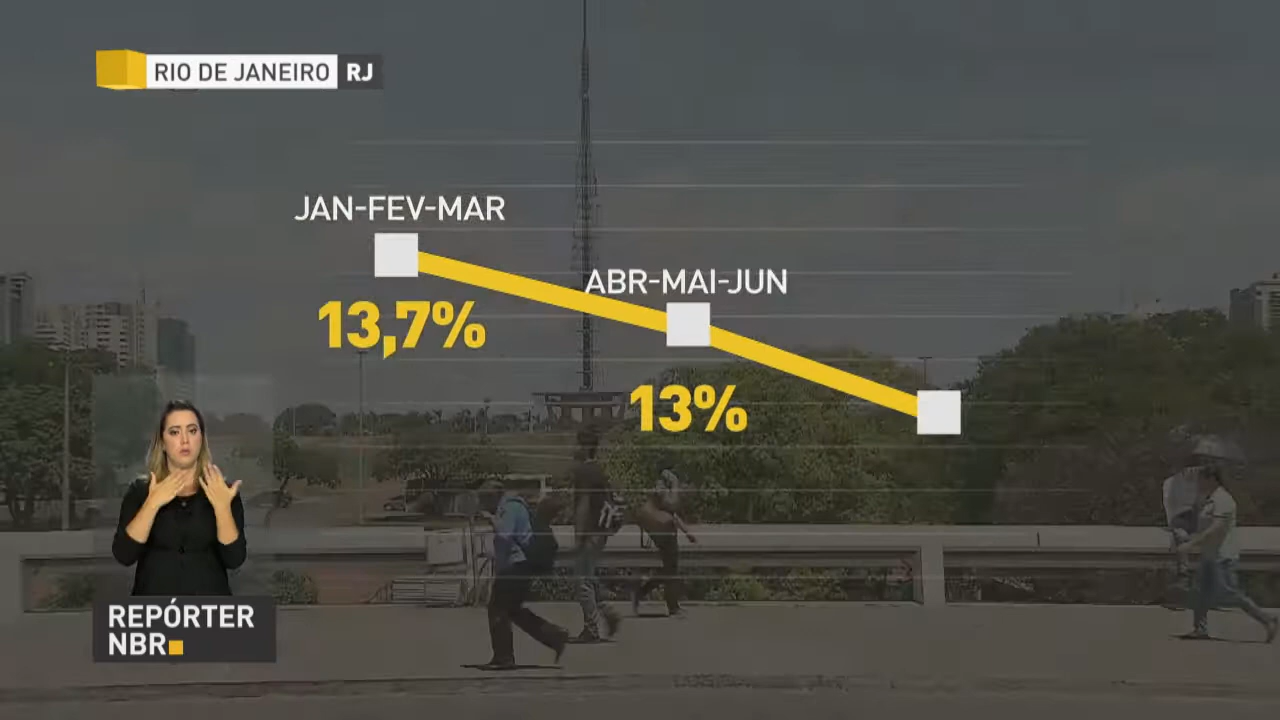 RIO DE JANEIRO RJ
JAN-FEV-MAR
13,7%
ABR-MAI-JUN
13%
REPÓRTER
NBR